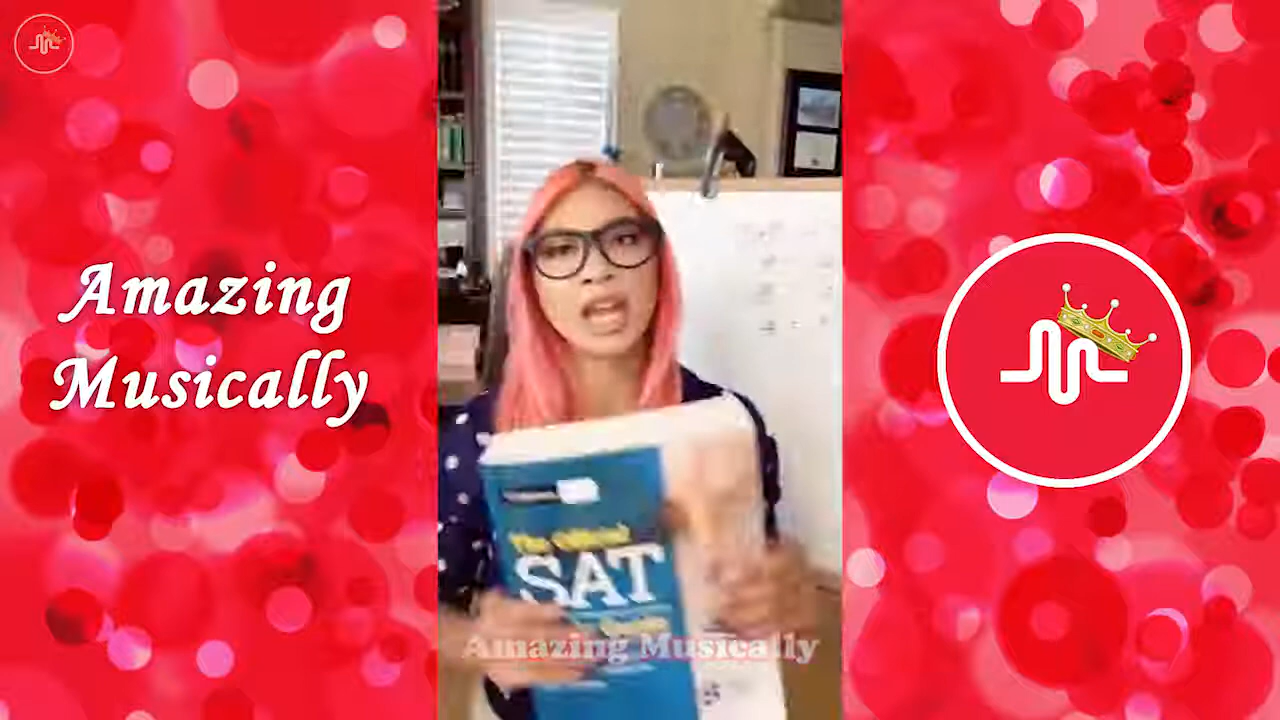 Amazing
Musically
The Official
SAT
Amazing Musically